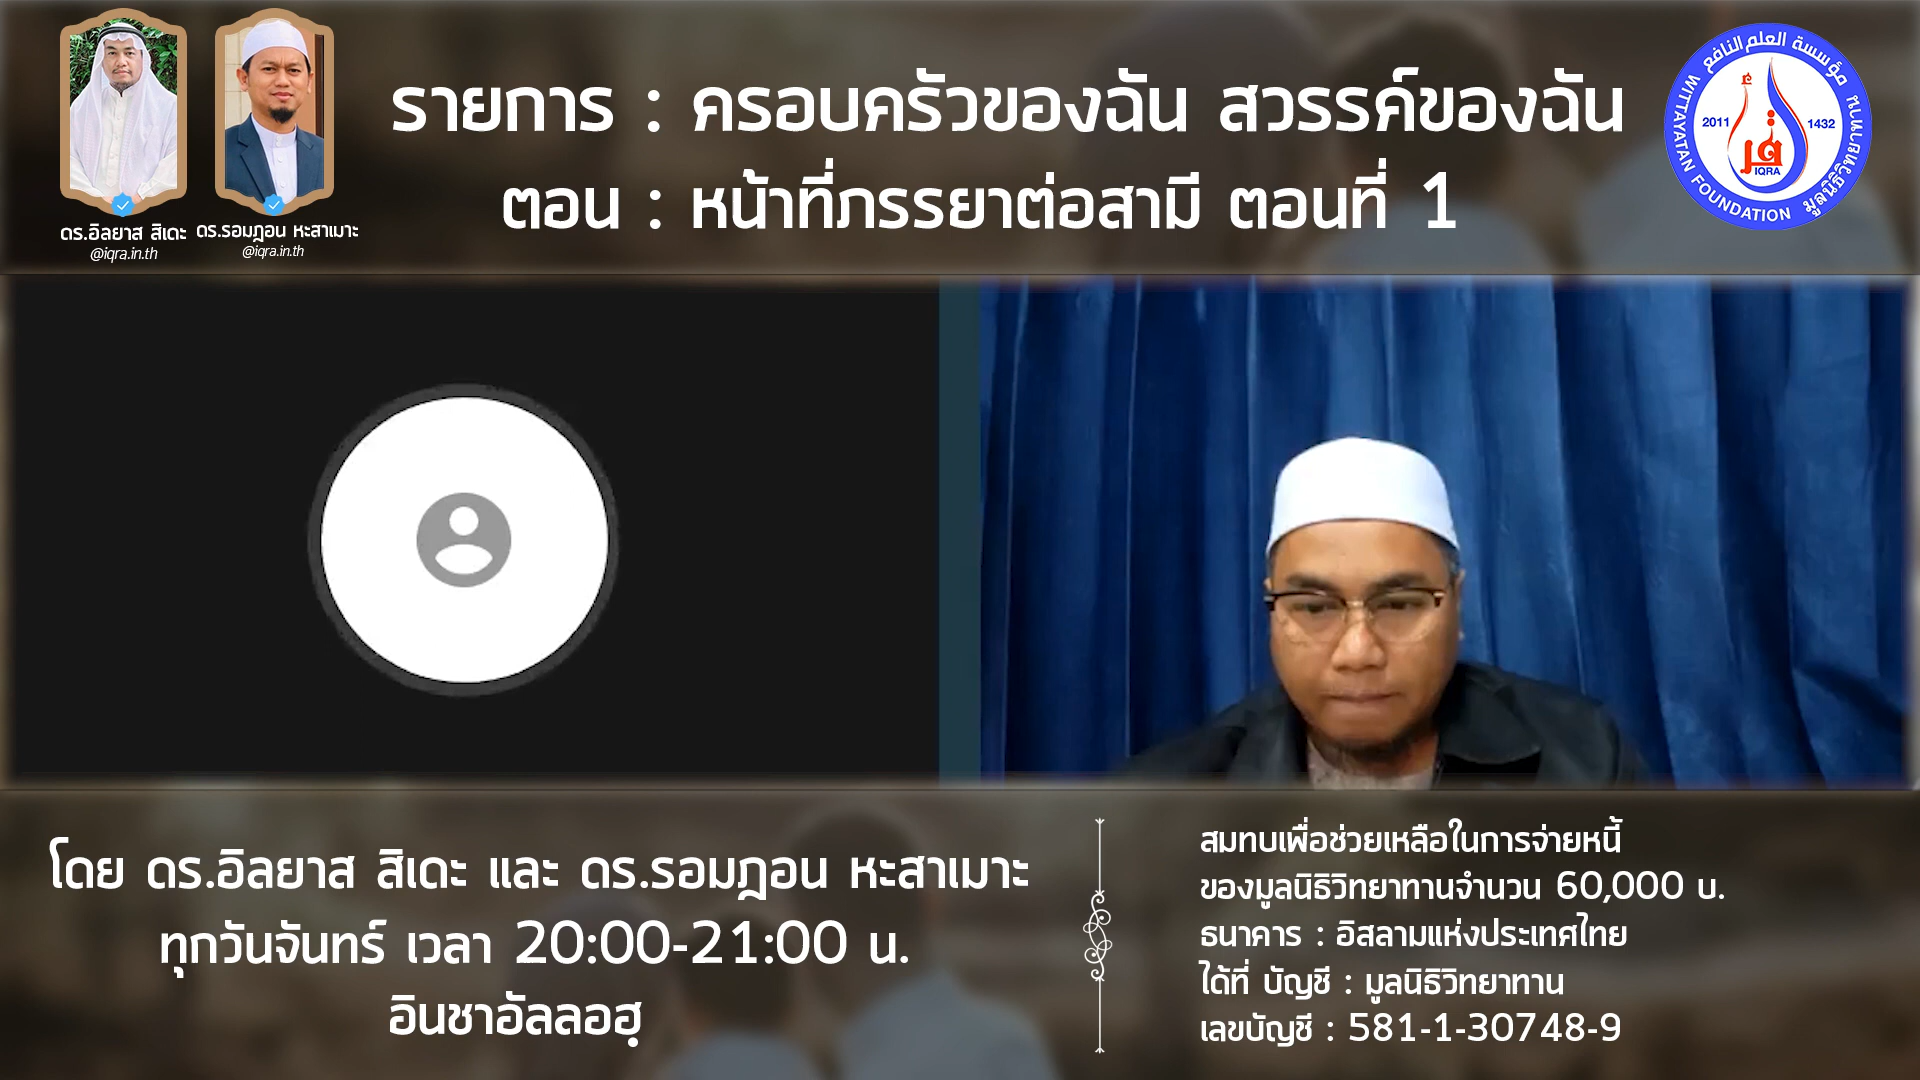 รายการ : ครอบครัวของฉัน สวรรค์ของฉัน
ตอน : หน้าที่ภรรยาต่อสามี ตอนที่ 1
ดร.อิลยาส สิเดะ
@iqra.in.th
ดร.รอมฎอน หะสาเมาะ
@iqra.in.th
مؤسسة العلم النافع
2011
1432
IQRA
WITTAYATAN FOUNDATION
มูลนิธิวิทยาทาน
โดย ดร.อิลยาส สิเดะ และ ดร.รอมฎอน หะสาเมาะ
ทุกวันจันทร์ เวลา 20:00-21:00 น.
อินชาอัลลอฮฺ
สมทบเพื่อช่วยเหลือในการจ่ายหนี้
ของมูลนิธิวิทยาทานจำนวน 60,000 บ.
ธนาคาร : อิสลามแห่งประเทศไทย
ได้ที่ บัญชี : มูลนิธิวิทยาทาน
เลขบัญชี : 581-1-30748-9